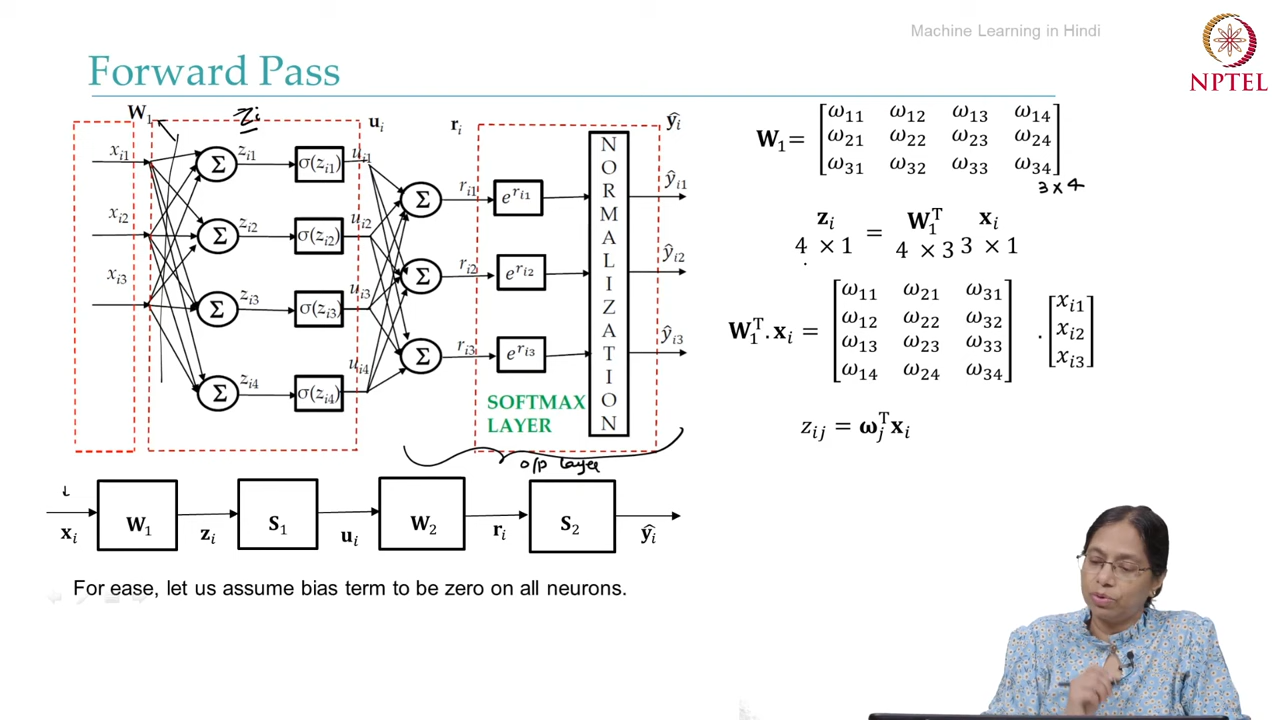 Machine Learning in Hindi
NPTEL
Forward Pass
W₁
zᵢ
uᵢ
rᵢ
ŷᵢ
xᵢ₁ Σ zᵢ₁ σ(zᵢ₁) uᵢ₁
xᵢ₂ Σ zᵢ₂ σ(zᵢ₂) uᵢ₂
xᵢ₃ Σ zᵢ₃ σ(zᵢ₃) uᵢ₃
Σ zᵢ₄ σ(zᵢ₄) uᵢ₄
Σ rᵢ₁ e^{rᵢ₁} ŷᵢ₁
Σ rᵢ₂ e^{rᵢ₂} ŷᵢ₂
Σ rᵢ₃ e^{rᵢ₃} ŷᵢ₃
NORMALIZATION
SOFTMAX
LAYER
o/p layer
xᵢ W₁ zᵢ S₁ uᵢ W₂ rᵢ S₂ ŷᵢ
For ease, let us assume bias term to be zero on all neurons.
W₁= [ω₁₁ ω₁₂ ω₁₃ ω₁₄
ω₂₁ ω₂₂ ω₂₃ ω₂₄
ω₃₁ ω₃₂ ω₃₃ ω₃₄]
3 x 4
zᵢ = W₁ᵀ xᵢ
4 × 1 4 × 3 3 × 1
W₁ᵀ.xᵢ = [ω₁₁ ω₂₁ ω₃₁
ω₁₂ ω₂₂ ω₃₂
ω₁₃ ω₂₃ ω₃₃
ω₁₄ ω₂₄ ω₃₄] . [xᵢ₁
xᵢ₂
xᵢ₃]
zᵢⱼ = ωⱼᵀxᵢ